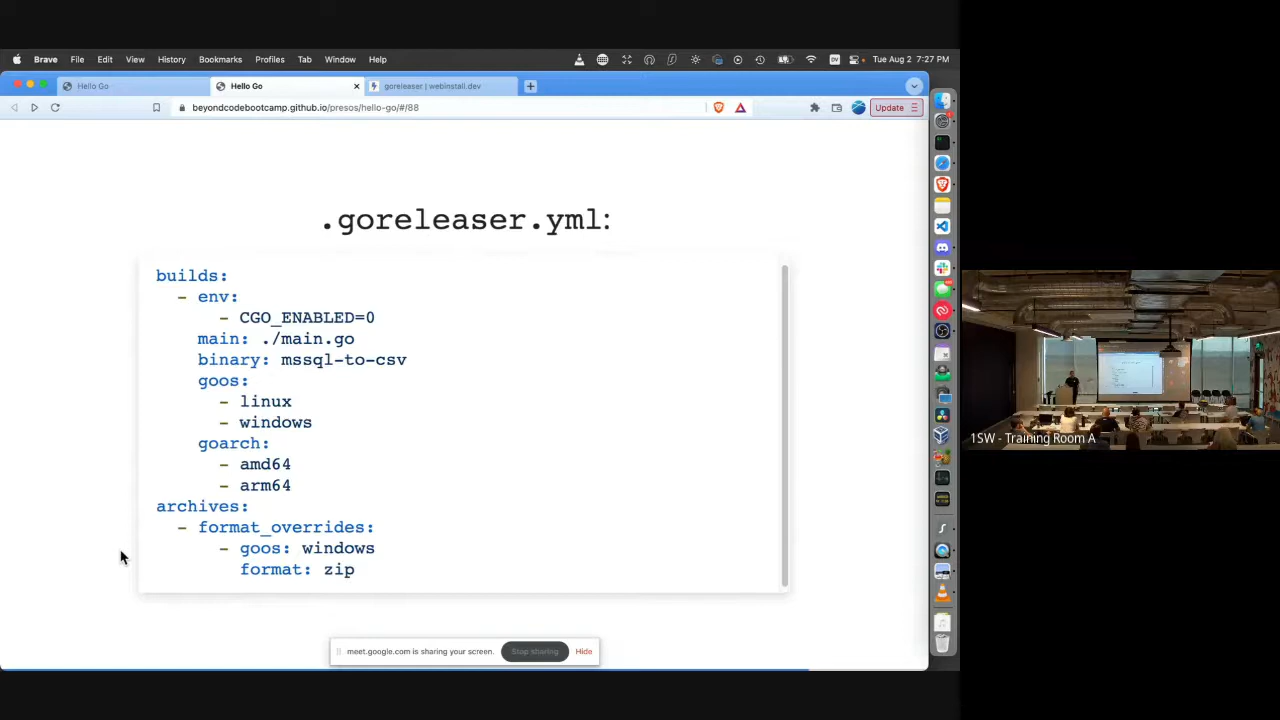 Brave File Edit View History Bookmarks Profiles Tab Window Help
Tue Aug 2 7:27 PM
Hello Go
Hello Go
goreleaser | webinstall.dev
beyondcodebootcamp.github.io/presos/hello-go/#/88
Update
.goreleaser.yml:
builds:
- env:
- CGO_ENABLED=0
main: ./main.go
binary: mssql-to-csv
goos:
- linux
- windows
goarch:
- amd64
- arm64
archives:
- format_overrides:
- goos: windows
format: zip
meet.google.com is sharing your screen.
Stop sharing
Hide
1SW - Training Room A